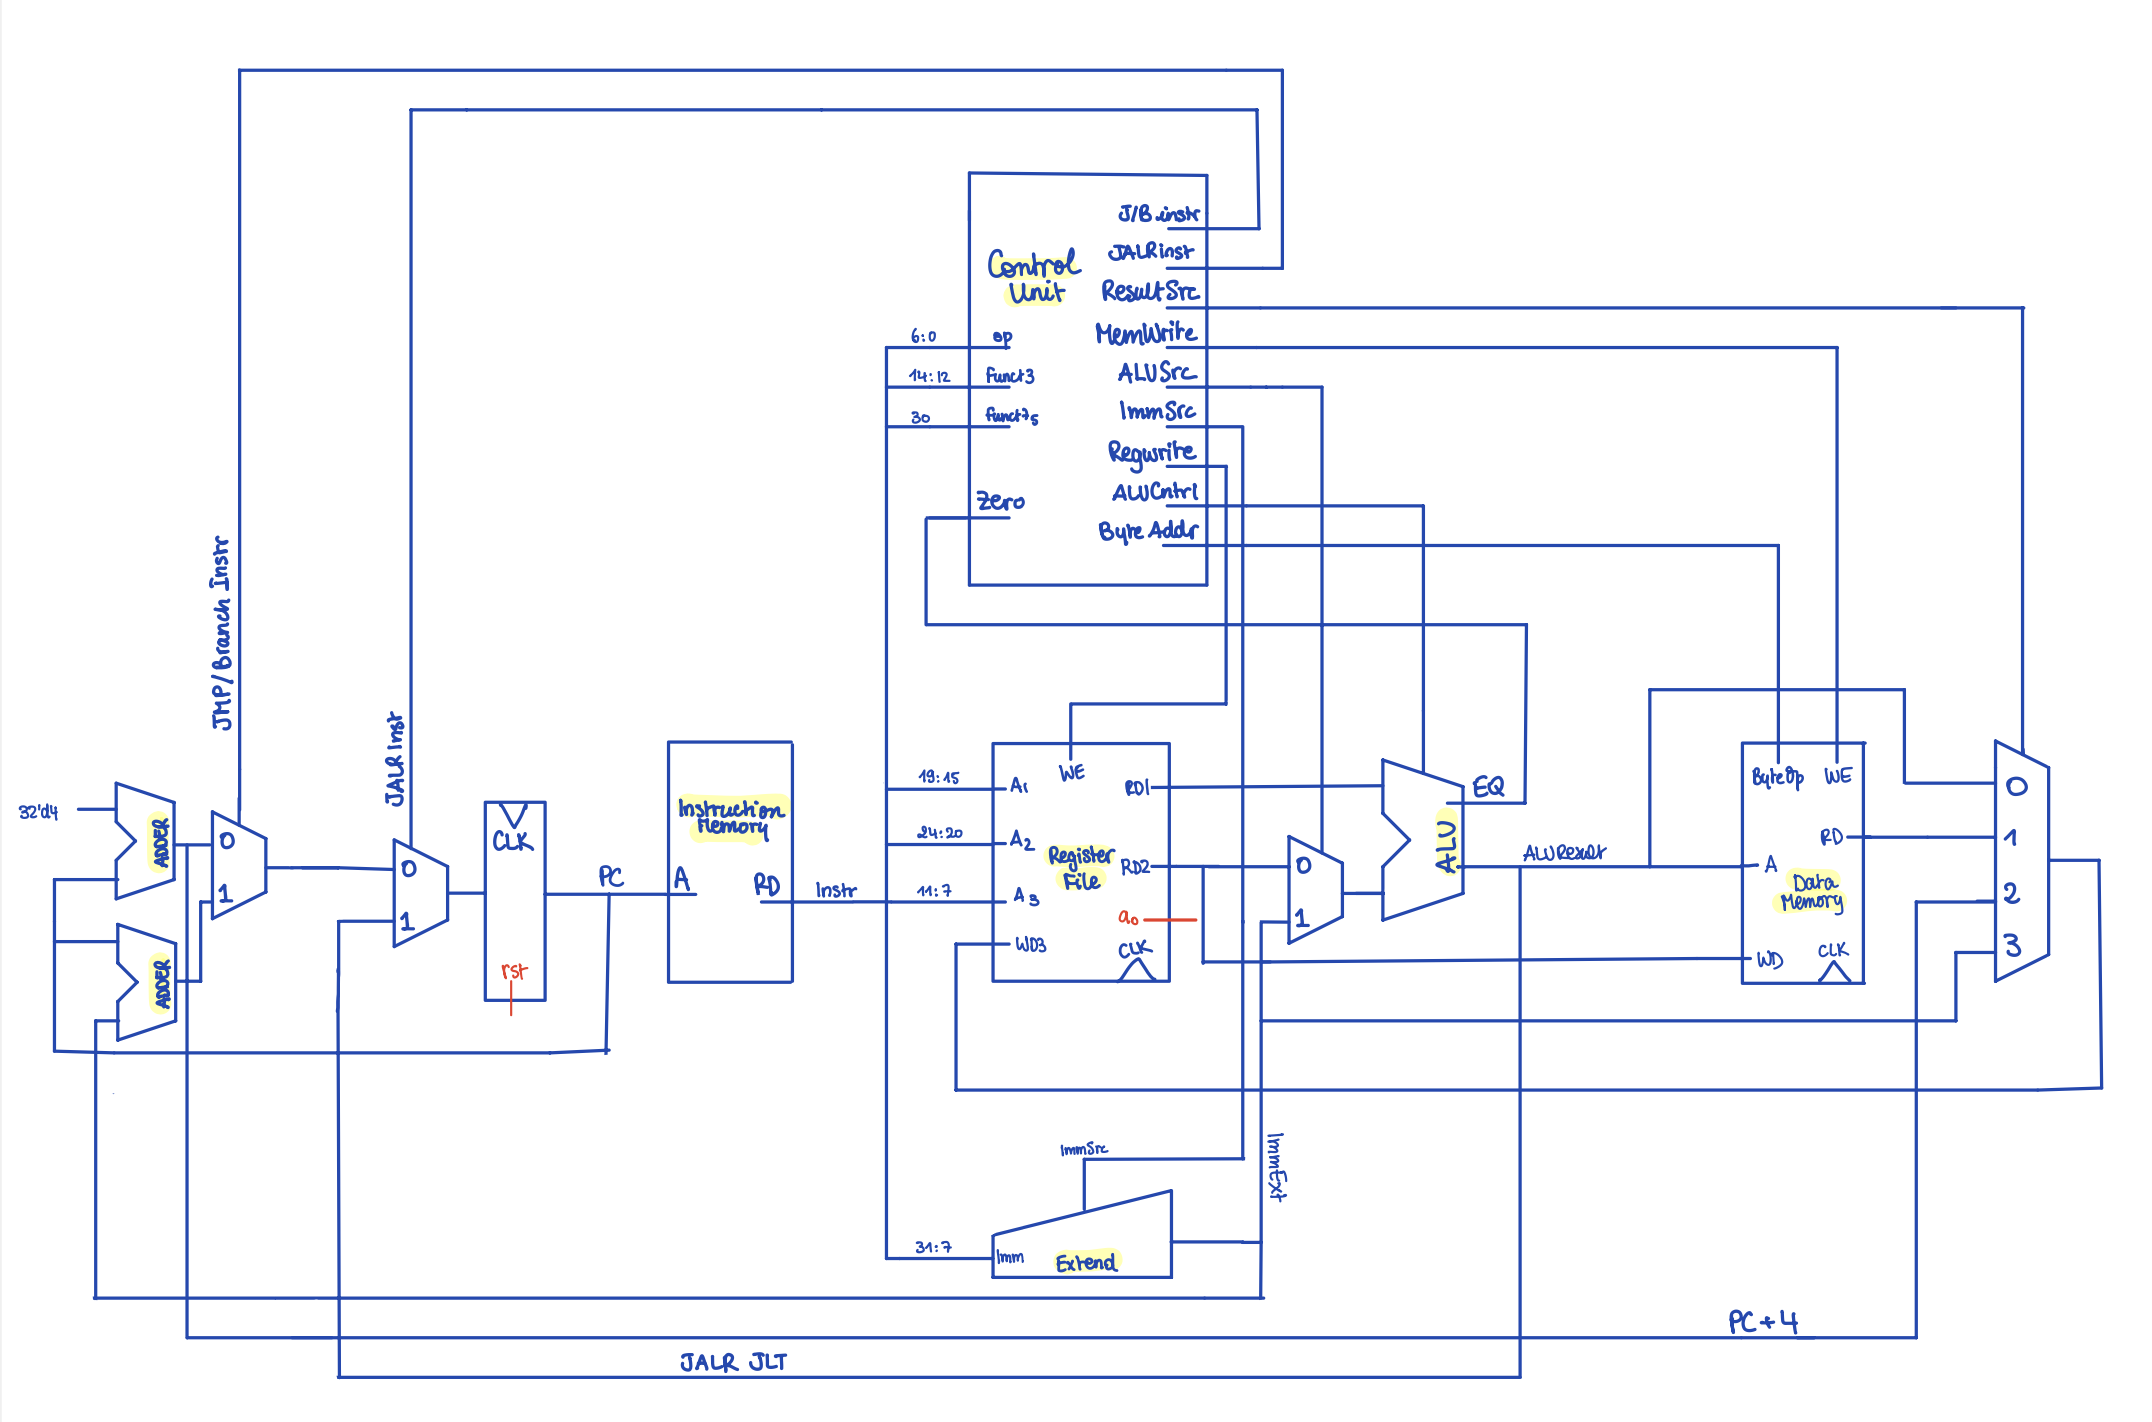 J/B instr
JALRinst
Control
Unit
ResultSrc
6:0
op
MemWrite
14:12
funct3
ALUSrc
30
funct7s
ImmSrc
Regwrite
Zero
ALUCntrl
Byte Addr
JMP/Branch Instr
JALR Inst
32'd4
ADDER
0
1
ADDER
0
1
CLK
rst
PC
Instruction
Memory
A
RD
Instr
19:15
A1
WE
RD1
24:20
A2
Register
File
RD2
11:7
A3
a0
WD3
CLK
0
1
ALU
EQ
ALUResult
ByteOp
WE
RD
A
Data
Memory
WD
CLK
0
1
2
3
ImmSrc
ImmExt
31:7
Imm
Extend
PC+4
JALR JLT